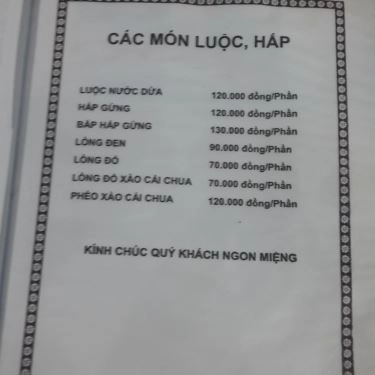 CÁC MÓN LUỘC, HẤP
LUỘC NƯỚC DỪA 120.000 đồng/Phần
HẤP GỪNG 120.000 đồng/Phần
BẮP HẤP GỪNG 130.000 đồng/Phần
LÒNG ĐEN 90.000 đồng/Phần
LÒNG ĐỎ 70.000 đồng/Phần
LÒNG ĐỎ XÀO CẢI CHUA 70.000 đồng/Phần
PHÈO XÀO CẢI CHUA 120.000 đồng/Phần
KÍNH CHÚC QUÝ KHÁCH NGON MIỆNG